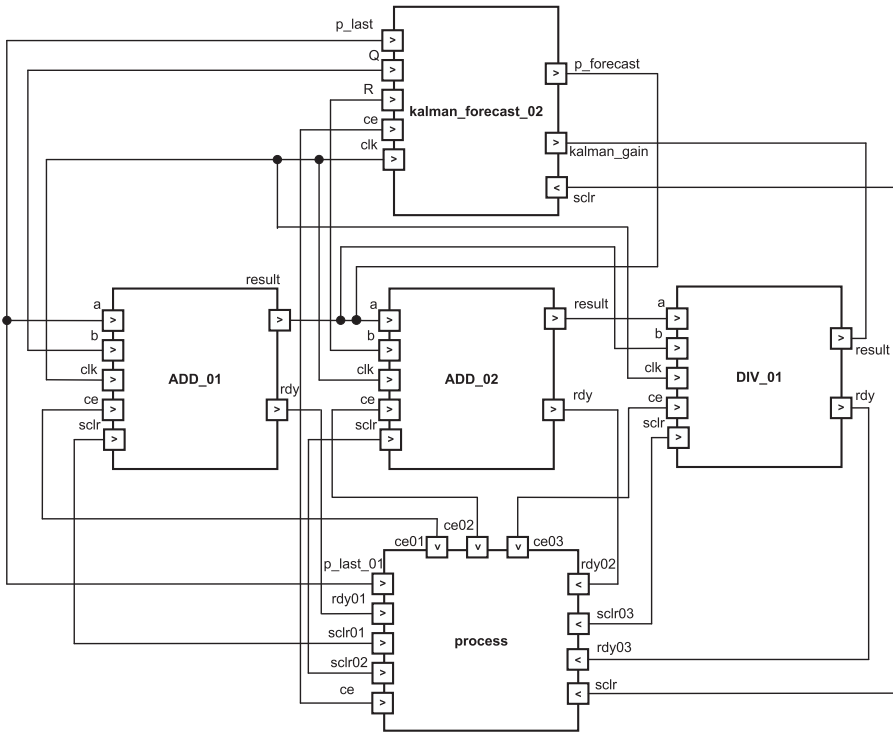 p_last
Q
R
ce
clk
kalman_forecast_02
p_forecast
kalman_gain
sclr
result
a
b
clk
ce
sclr
ADD_01
rdy
a
b
clk
ce
sclr
ADD_02
result
rdy
a
b
clk
ce
sclr
DIV_01
result
rdy
ce01
ce02
ce03
p_last_01
rdy01
sclr01
sclr02
ce
process
rdy02
sclr03
rdy03
sclr